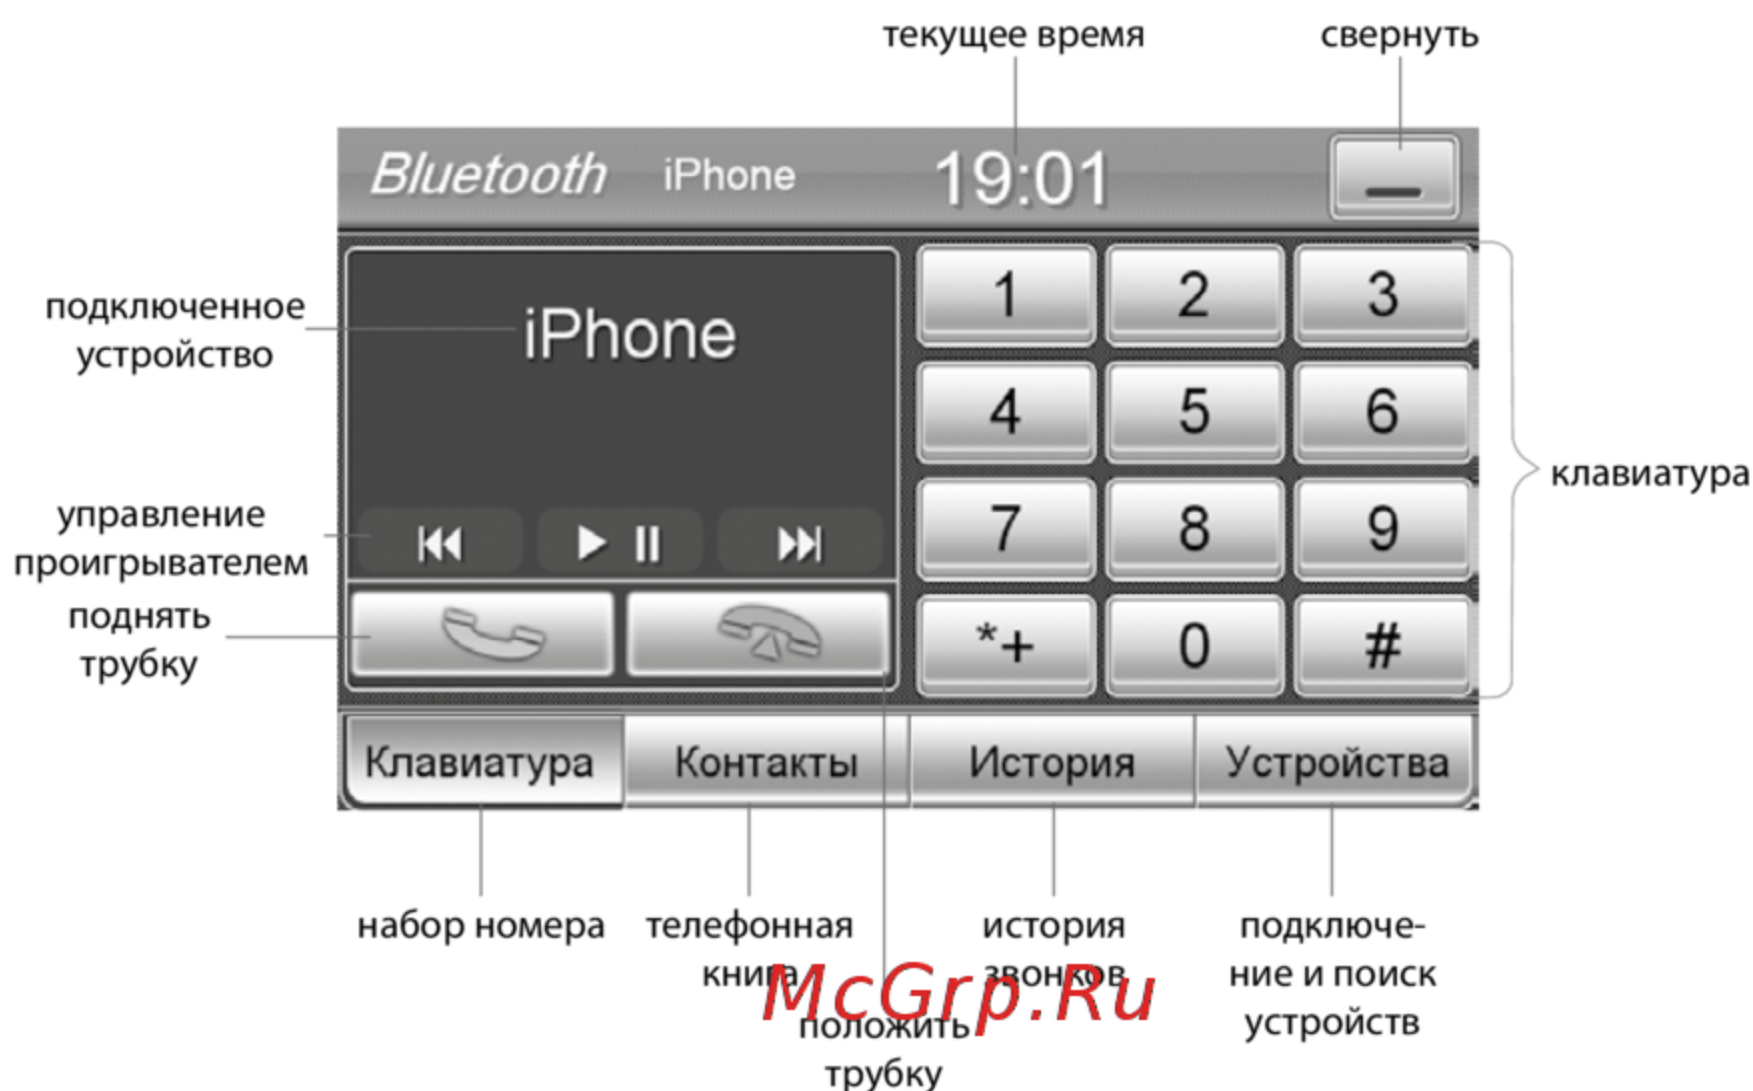 текущее время
свернуть
Bluetooth iPhone 19:01
подключенное
устройство
iPhone
1 2 3
4 5 6
7 8 9
*+ 0 #
клавиатура
управление
проигрывателем
поднять
трубку
Клавиатура Контакты История Устройства
набор номера
телефонная
книга
история
звонков
подключе-
ние и поиск
устройств
McGrp.Ru
положить
трубку